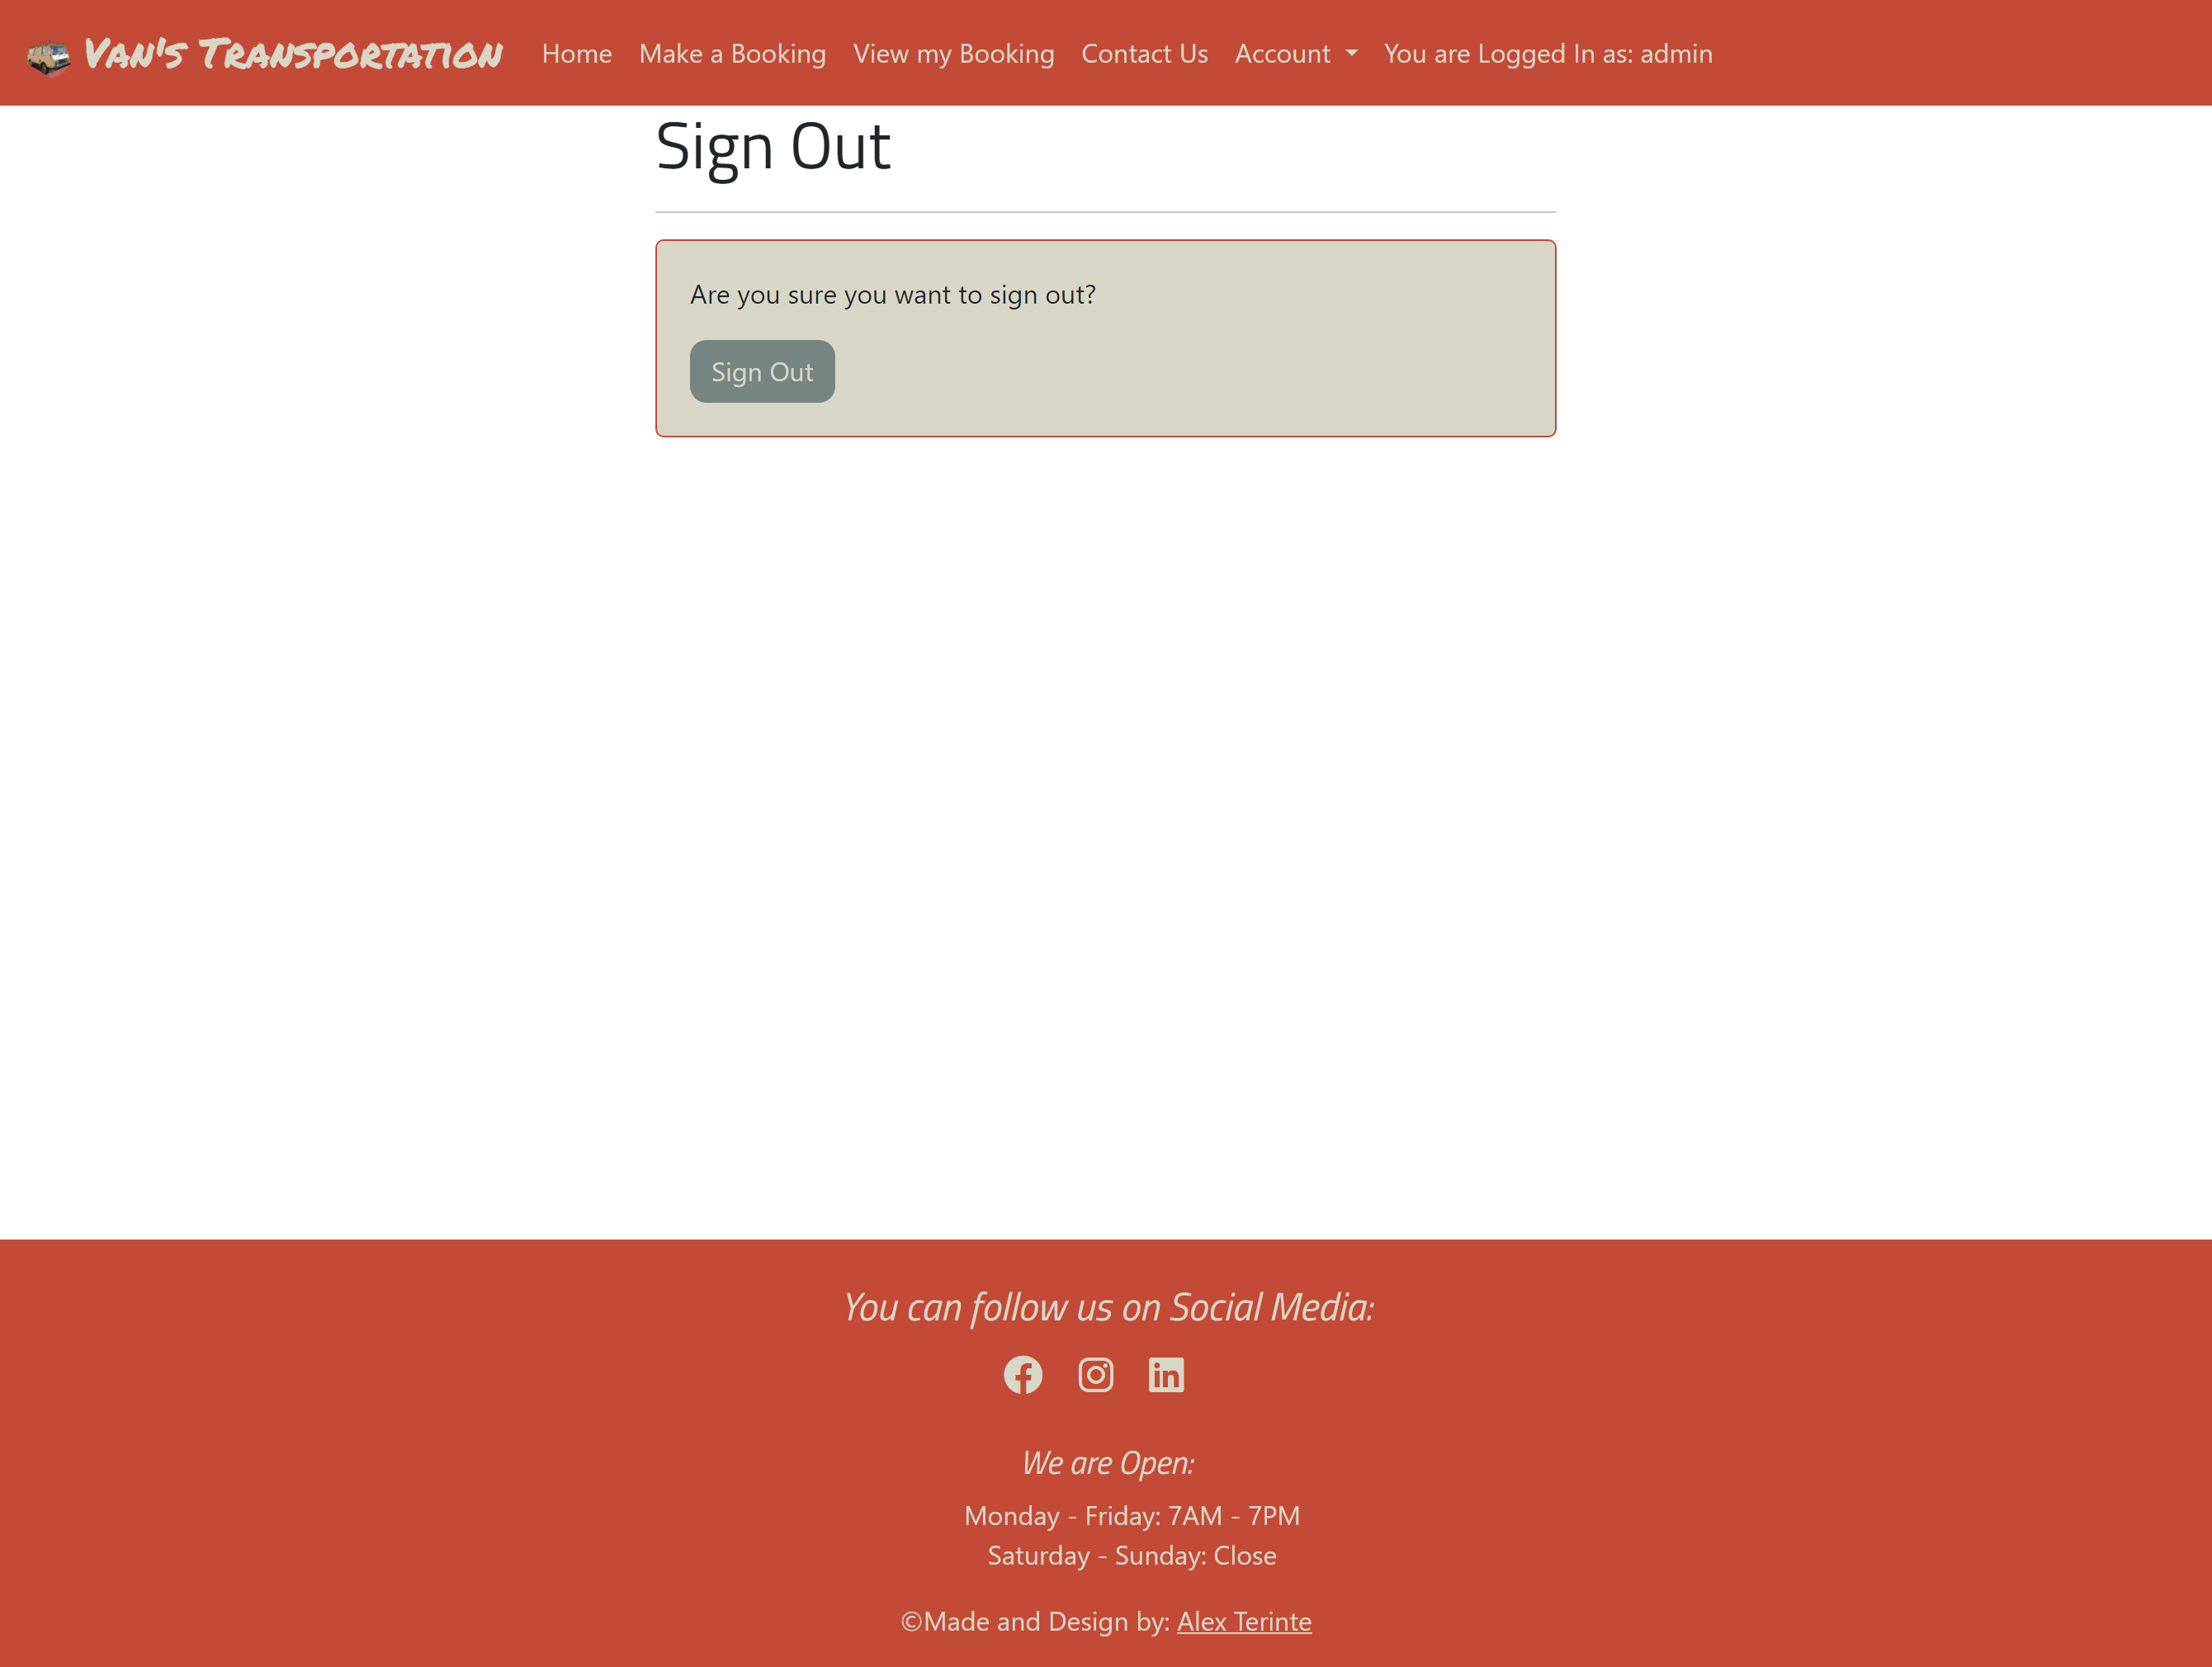 Van's Transportation Home Make a Booking View my Booking Contact Us Account You are Logged In as: admin
Sign Out
Are you sure you want to sign out?
Sign Out
You can follow us on Social Media:
We are Open:
Monday - Friday: 7AM - 7PM
Saturday - Sunday: Close
©Made and Design by: Alex Terinte